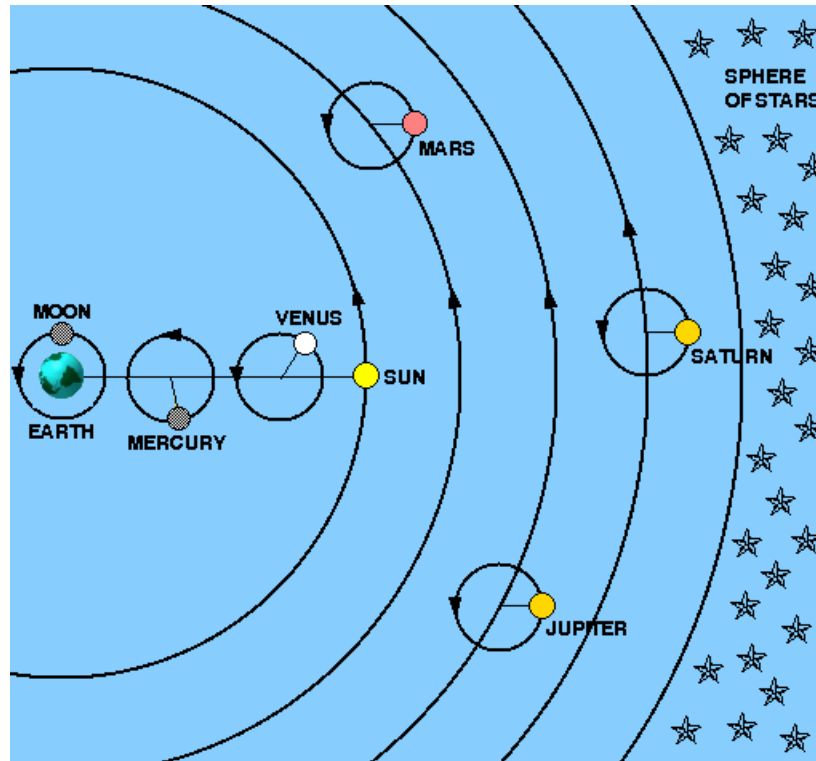 SPHERE
OF STARS
MARS
MOON
VENUS
SUN
SATURN
EARTH
MERCURY
JUPITER